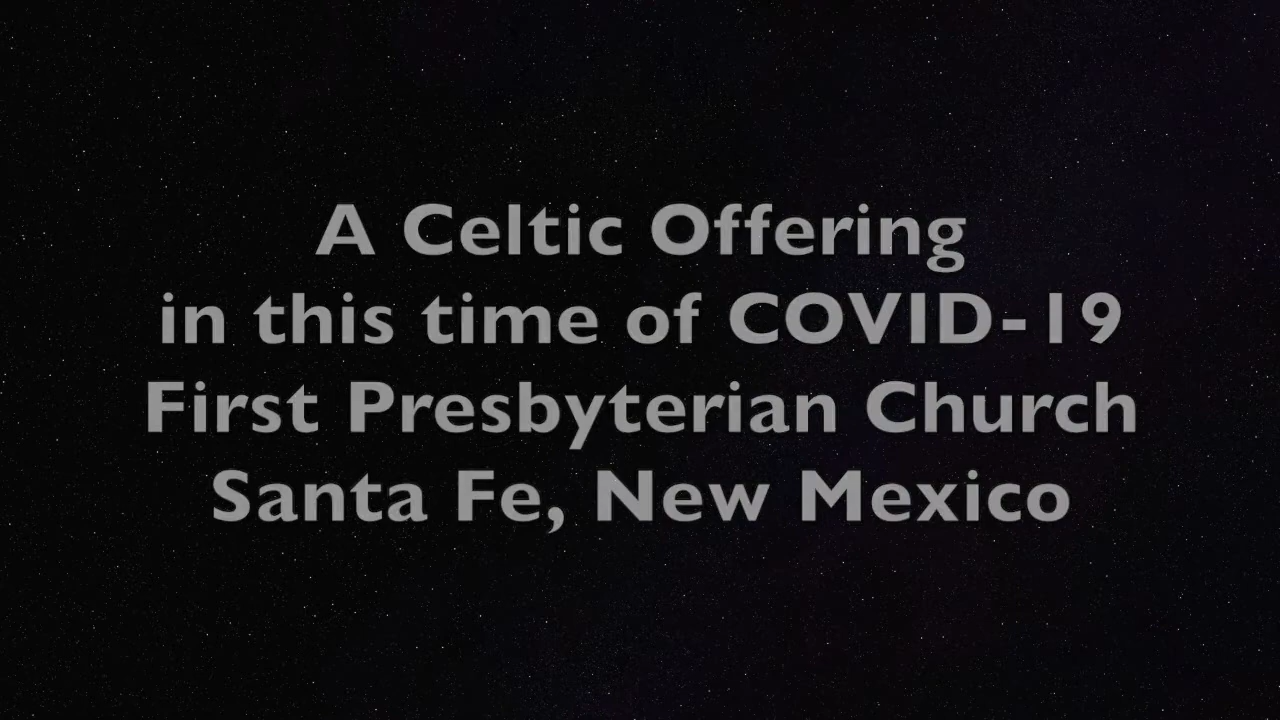 A Celtic Offering
in this time of COVID-19
First Presbyterian Church
Santa Fe, New Mexico